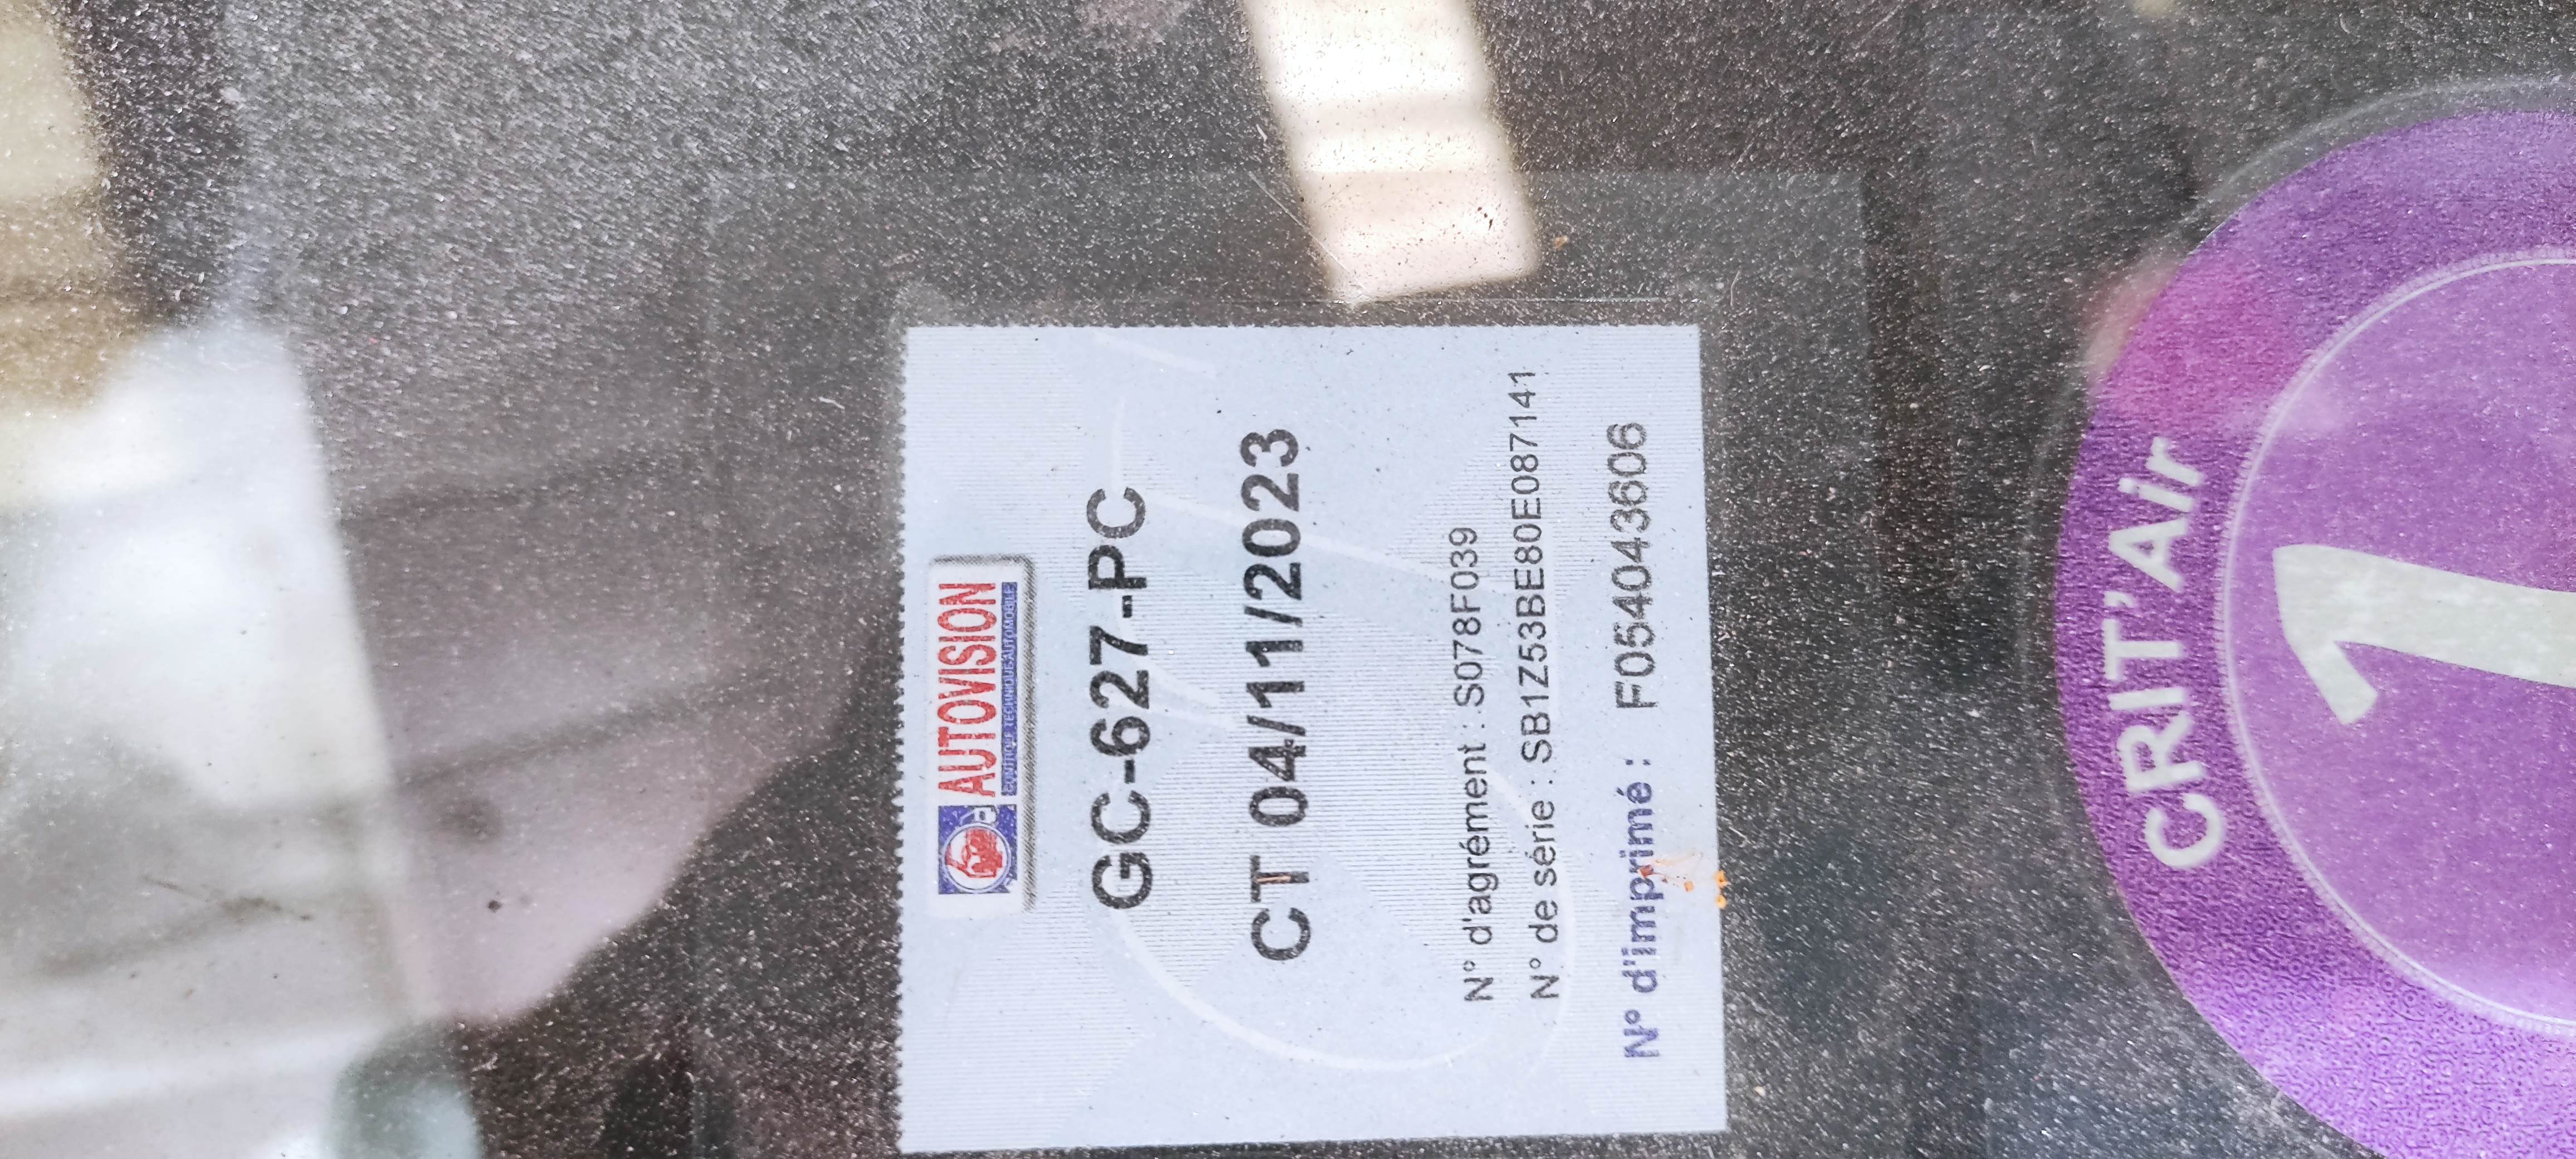 AUTOVISION
CONTROLE TECHNIQUE AUTOMOBILE
GC-627-PC
CT 04/11/2023
N° d'agrément : S078F039
N° de série : SB1Z53BE80E087141
N° d'imprimé : F054043606
CRIT'Air
1